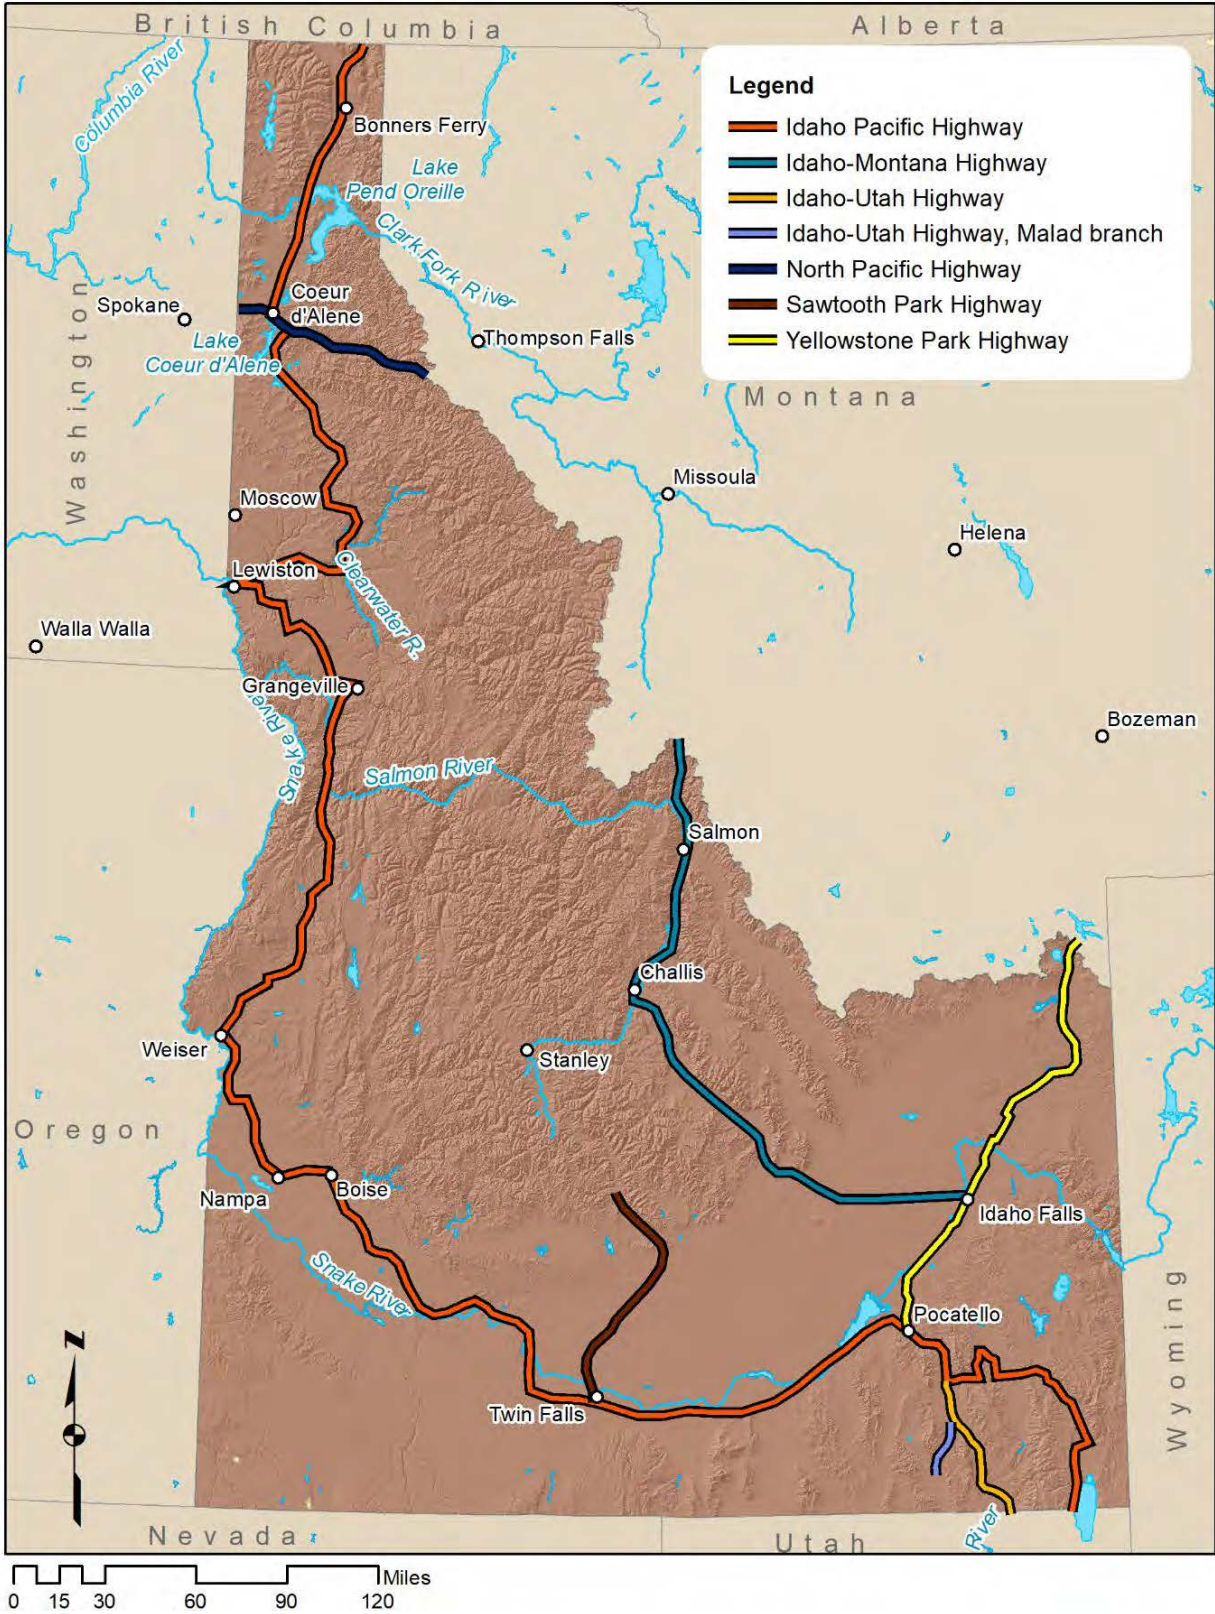 British Columbia
Alberta
Columbia River
Legend
Idaho Pacific Highway
Idaho-Montana Highway
Idaho-Utah Highway
Idaho-Utah Highway, Malad branch
North Pacific Highway
Sawtooth Park Highway
Yellowstone Park Highway
Bonners Ferry
Lake
Pend Oreille
Clark Fork River
Washington
Spokane
Coeur
d'Alene
Lake
Coeur d'Alene
Thompson Falls
Montana
Missoula
Moscow
Helena
Lewiston
Clearwater R.
Walla Walla
Grangeville
Snake River
Bozeman
Salmon River
Salmon
Challis
Weiser
Stanley
Oregon
Nampa
Boise
Idaho Falls
Snake River
Wyoming
Pocatello
N
Twin Falls
Nevada
Utah
River
Miles
0 15 30 60 90 120